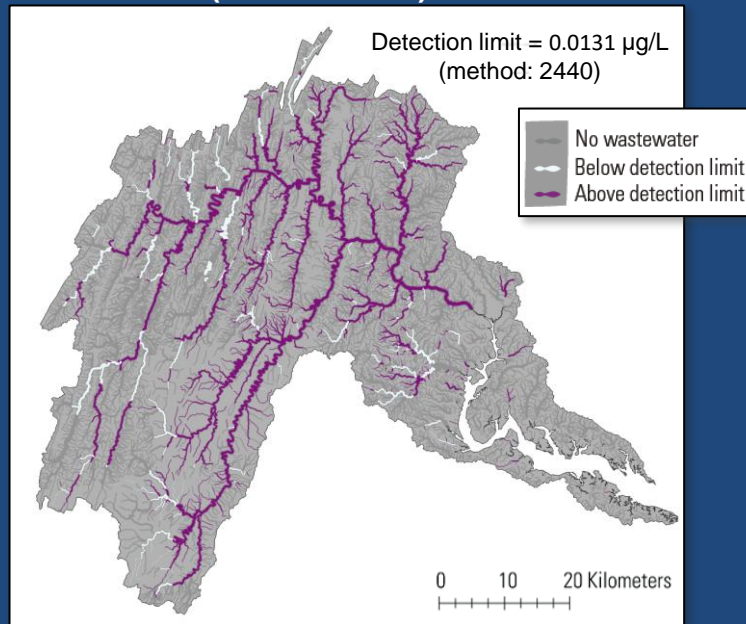 Detection limit = 0.0131 µg/L
(method: 2440)
No wastewater
Below detection limit
Above detection limit
0 10 20 Kilometers